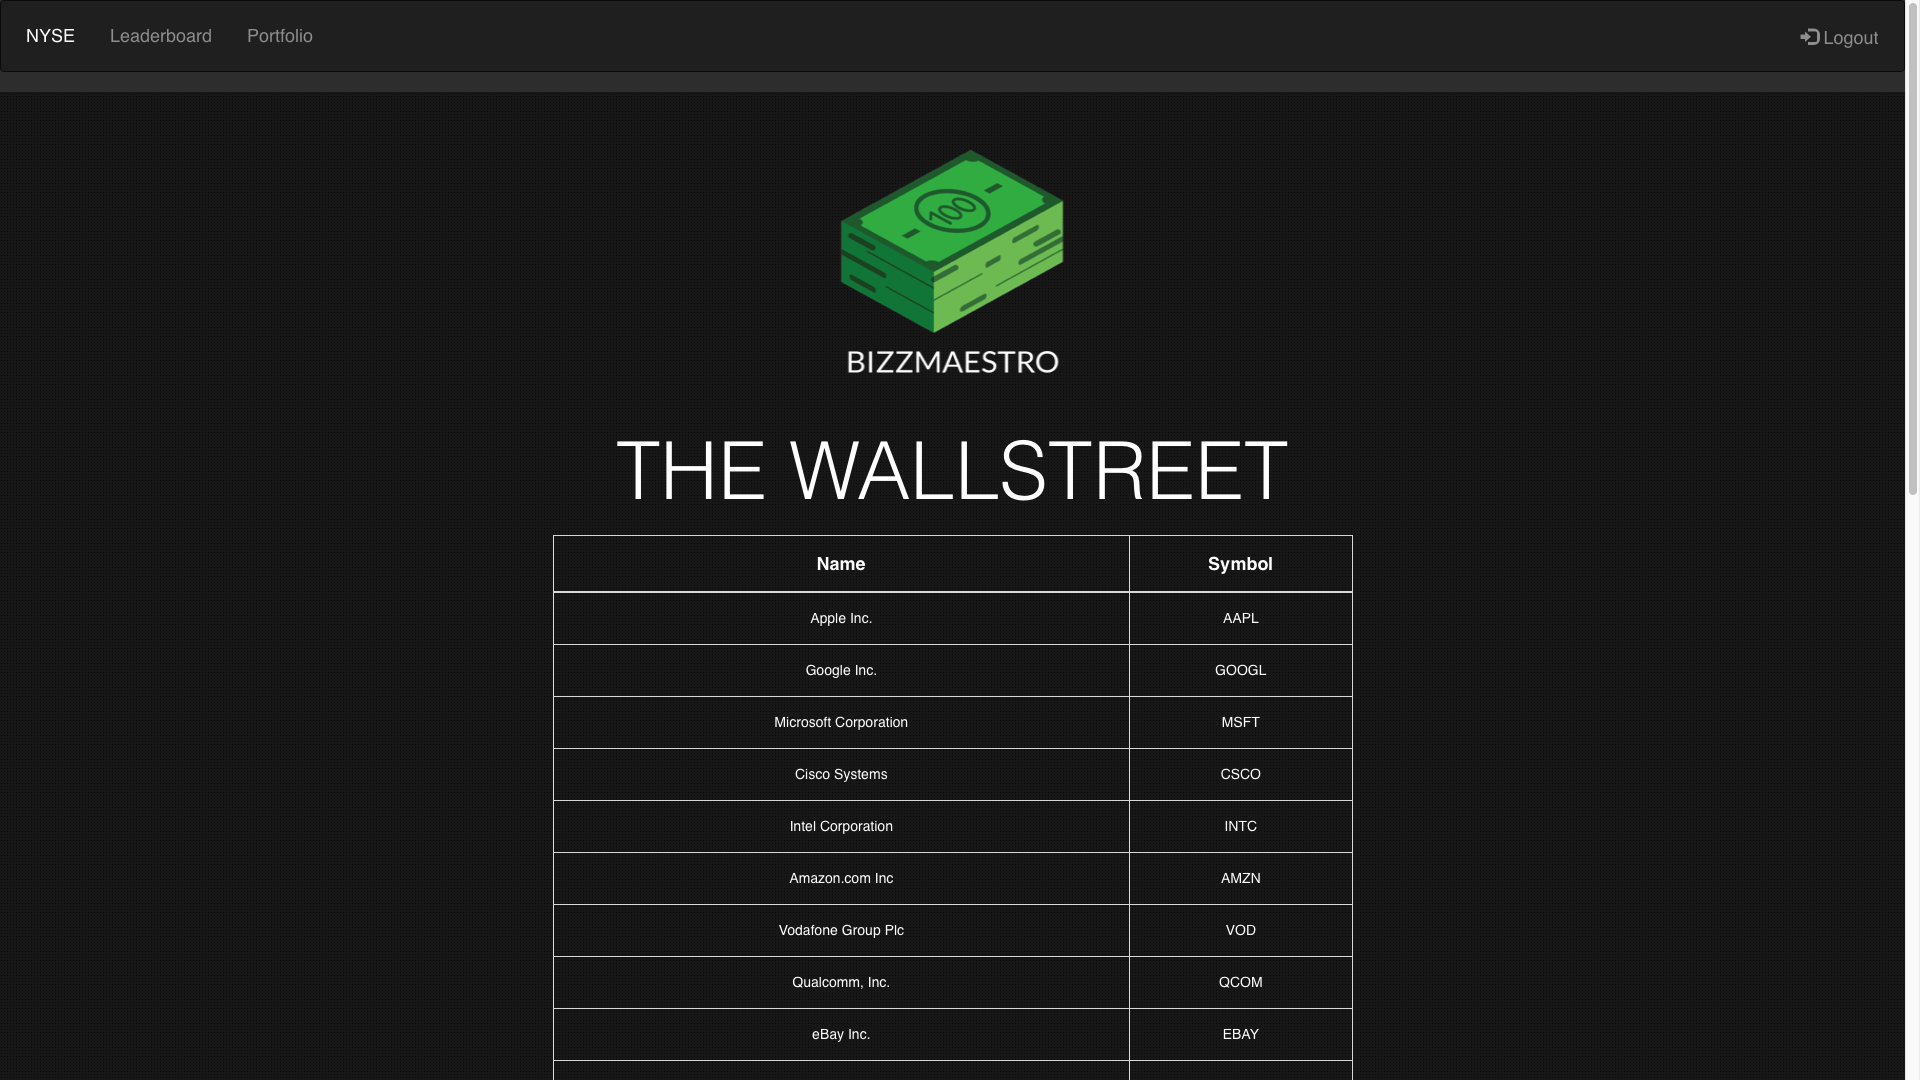 NYSE Leaderboard Portfolio Logout
100
BIZZMAESTRO
THE WALLSTREET
Name Symbol
Apple Inc. AAPL
Google Inc. GOOGL
Microsoft Corporation MSFT
Cisco Systems CSCO
Intel Corporation INTC
Amazon.com Inc AMZN
Vodafone Group Plc VOD
Qualcomm, Inc. QCOM
eBay Inc. EBAY